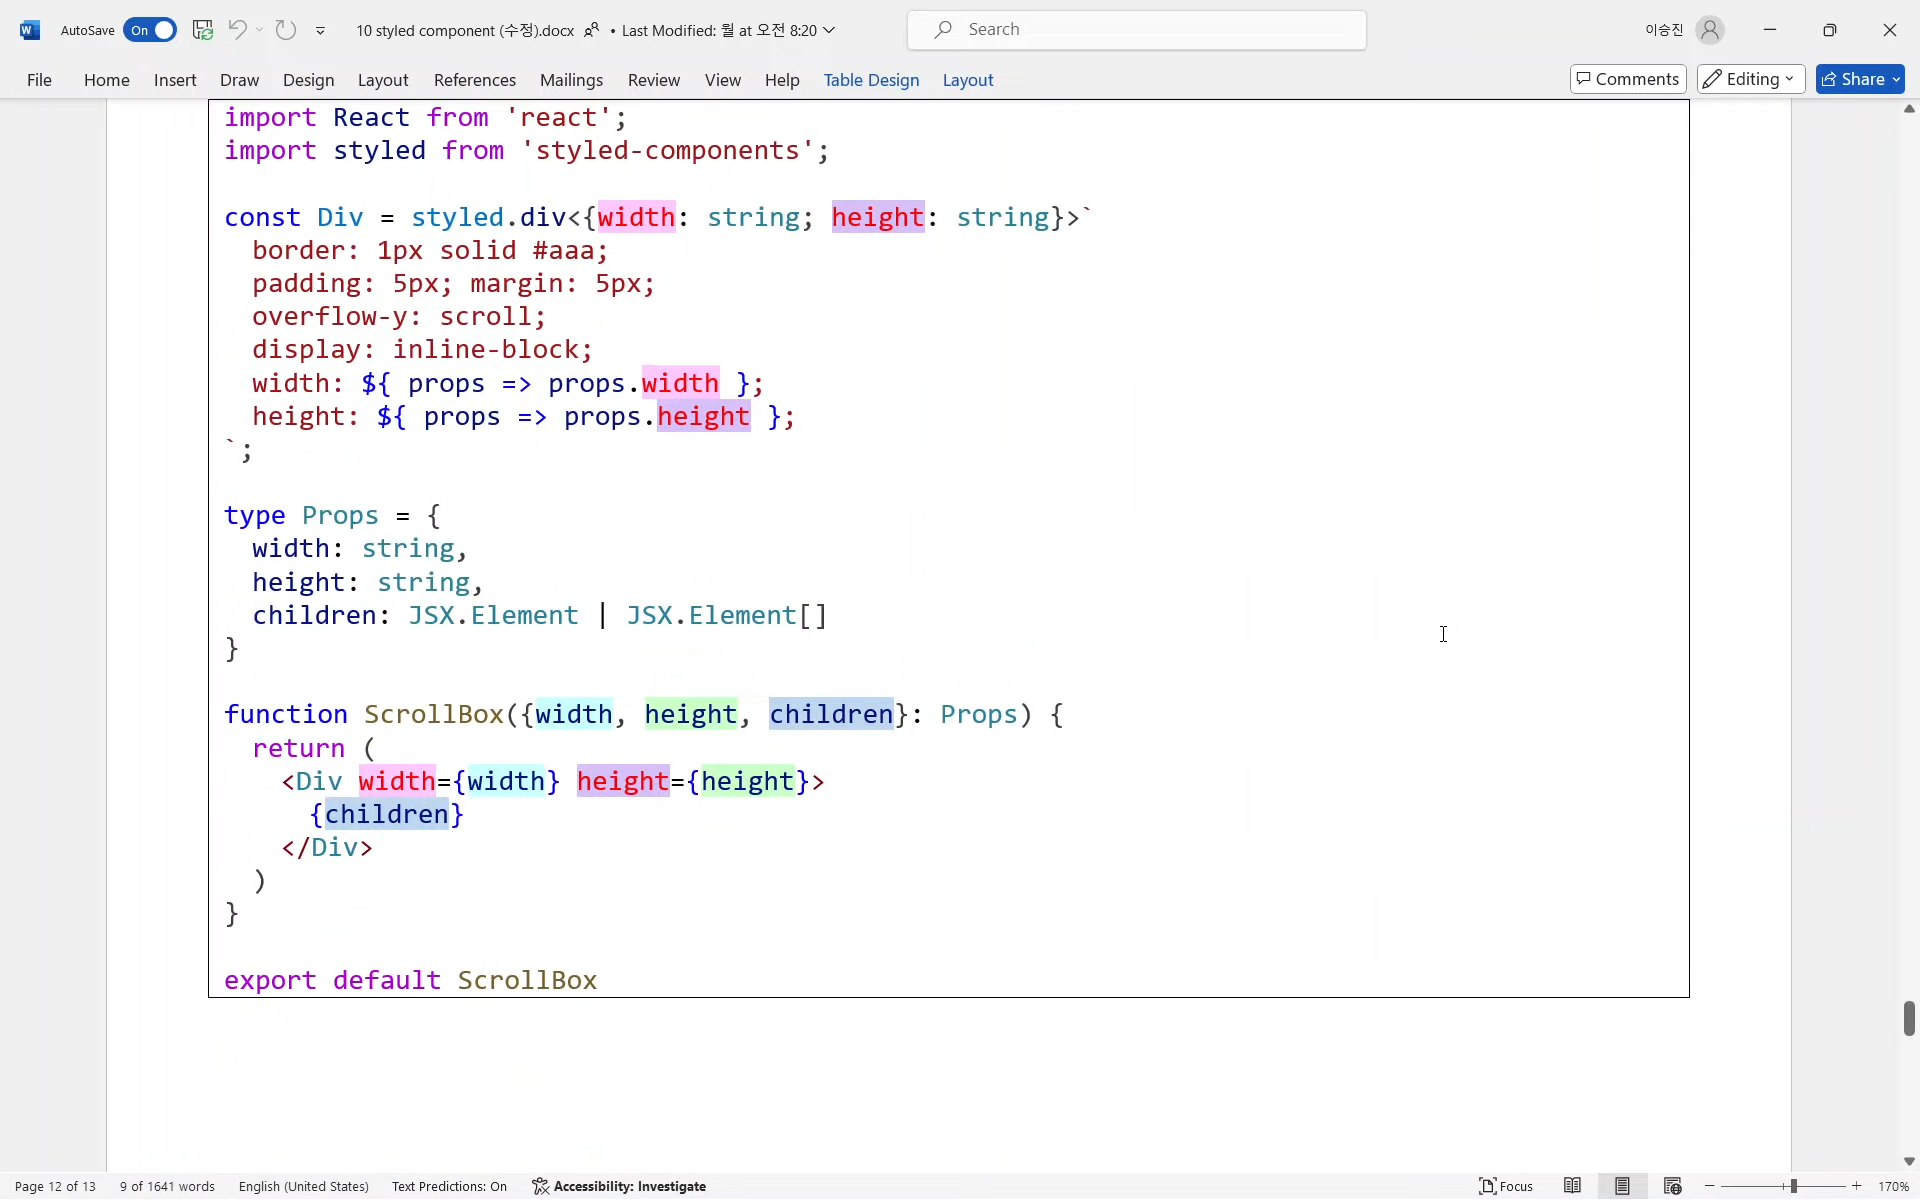 AutoSave On 10 styled component (수정).docx • Last Modified: 월 at 오전 8:20 Search 이승진
File Home Insert Draw Design Layout References Mailings Review View Help Table Design Layout Comments Editing Share
import React from 'react';
import styled from 'styled-components';
const Div = styled.div<{width: string; height: string}>`
border: 1px solid #aaa;
padding: 5px; margin: 5px;
overflow-y: scroll;
display: inline-block;
width: ${ props => props.width };
height: ${ props => props.height };
`;
type Props = {
width: string,
height: string,
children: JSX.Element | JSX.Element[]
}
function ScrollBox({width, height, children}: Props) {
return (
<Div width={width} height={height}>
{children}
</Div>
)
}
export default ScrollBox
Page 12 of 13 9 of 1641 words English (United States) Text Predictions: On Accessibility: Investigate Focus 170%